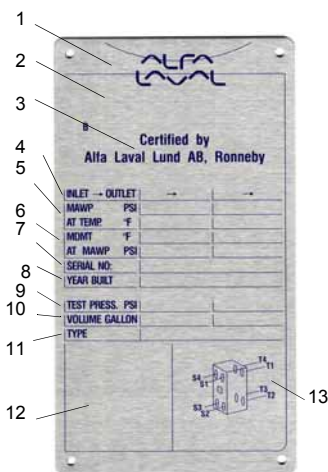 1
ALFA
2
LAVAL
3
B
Certified by
Alfa Laval Lund AB, Ronneby
4
INLET → OUTLET → →
5
MAWP PSI
AT TEMP. °F
6
MDMT °F
7
AT MAWP PSI
SERIAL NO:
8
YEAR BUILT
9
TEST PRESS. PSI
10
VOLUME GALLON
11
TYPE
12
13
S4 T4
S1 T1
S3 T3
S2 T2